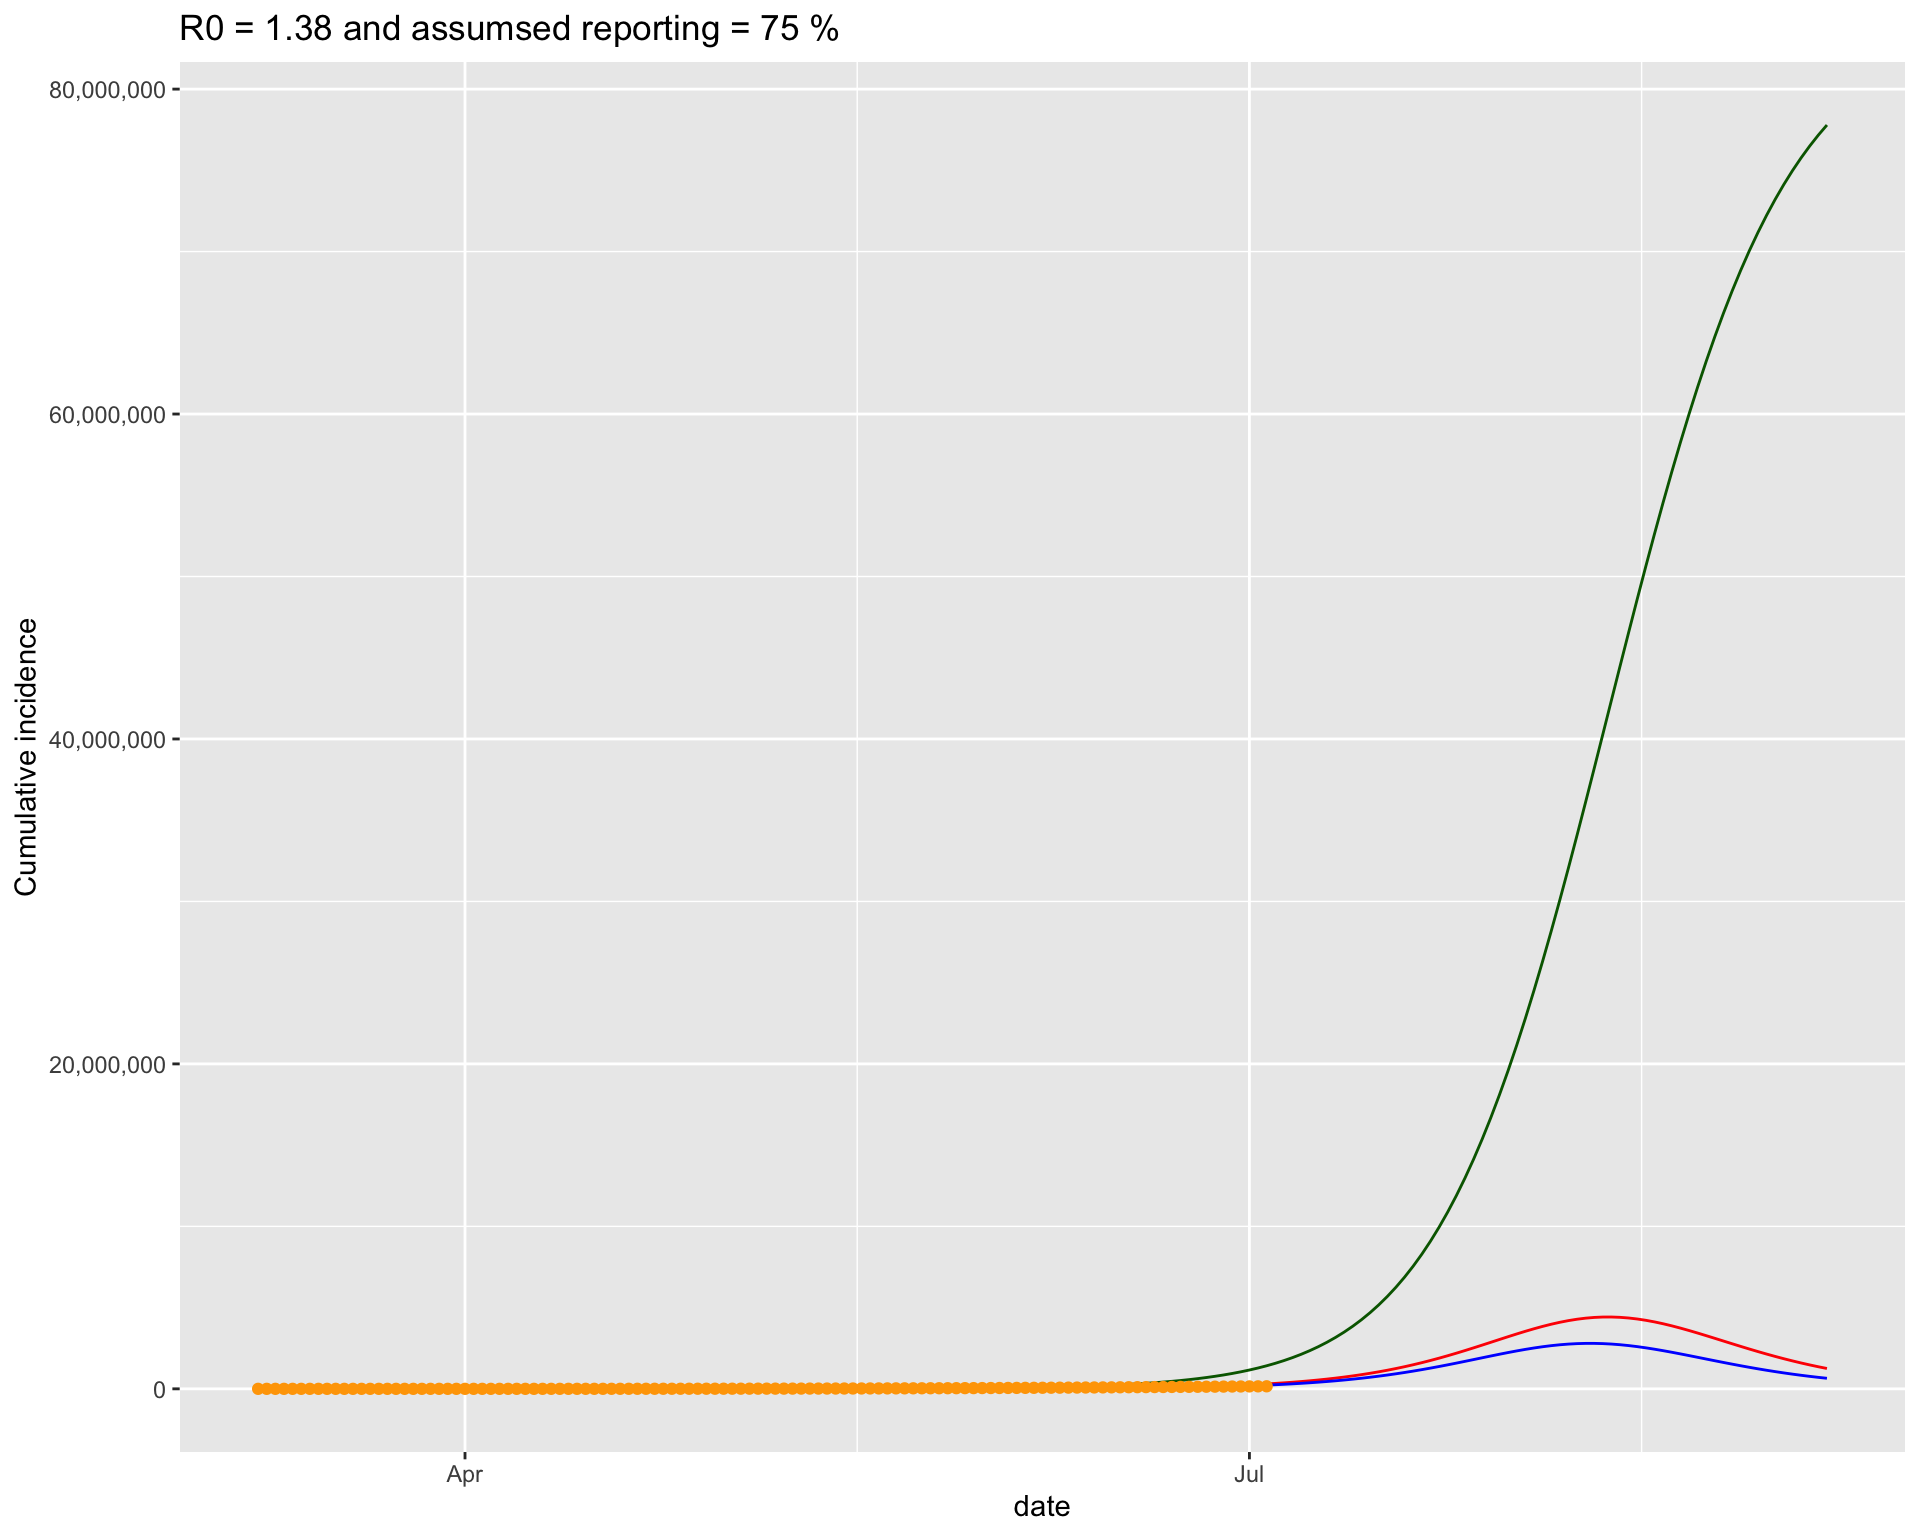 R0 = 1.38 and assumsed reporting = 75 %
80,000,000
60,000,000
40,000,000
20,000,000
0
Cumulative incidence
Apr
Jul
date